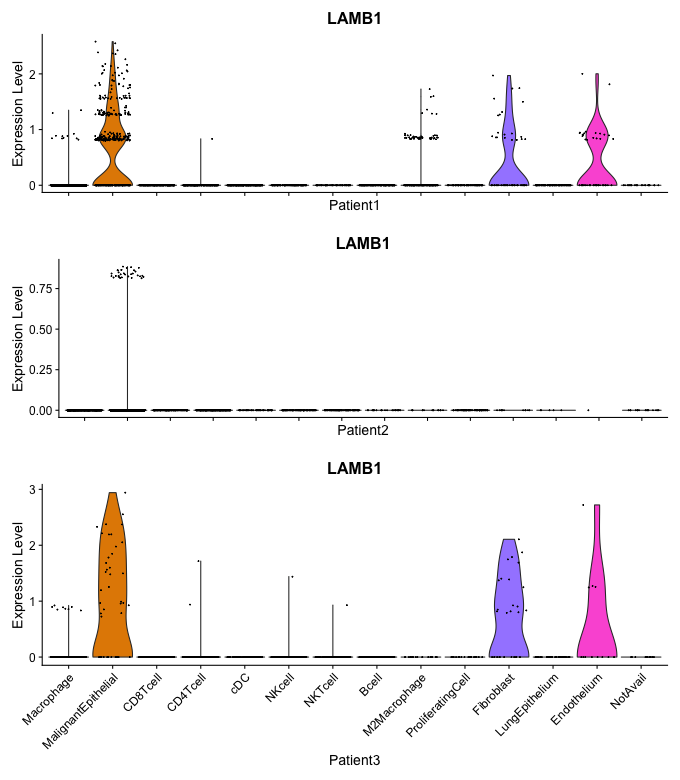 LAMB1
Expression Level
2
1
0
Patient1
LAMB1
Expression Level
0.75
0.50
0.25
0.00
Patient2
LAMB1
Expression Level
3
2
1
0
Macrophage
MalignantEpithelial
CD8Tcell
CD4Tcell
cDC
NKcell
NKTcell
Bcell
M2Macrophage
ProliferatingCell
Fibroblast
LungEpithelium
Endothelium
NotAvail
Patient3